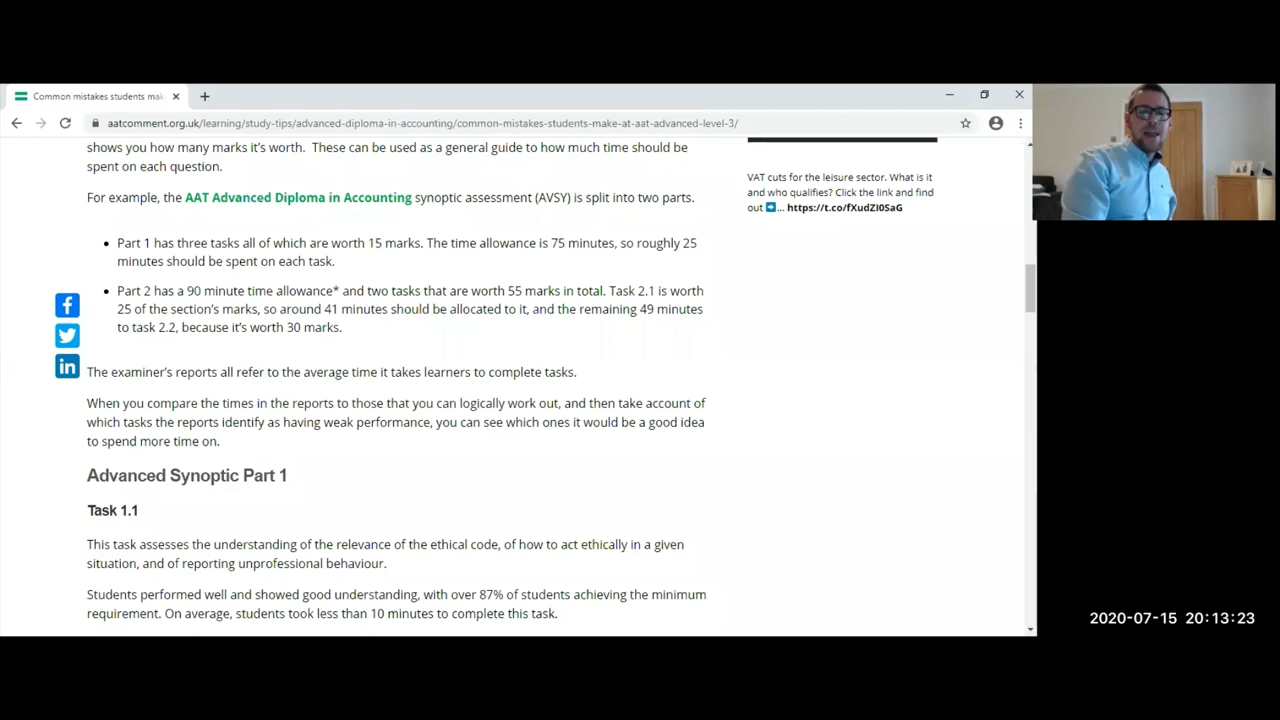 Common mistakes students mak
aatcomment.org.uk/learning/study-tips/advanced-diploma-in-accounting/common-mistakes-students-make-at-aat-advanced-level-3/
shows you how many marks it's worth. These can be used as a general guide to how much time should be
spent on each question.
For example, the AAT Advanced Diploma in Accounting synoptic assessment (AVSY) is split into two parts.
Part 1 has three tasks all of which are worth 15 marks. The time allowance is 75 minutes, so roughly 25
minutes should be spent on each task.
Part 2 has a 90 minute time allowance* and two tasks that are worth 55 marks in total. Task 2.1 is worth
25 of the section's marks, so around 41 minutes should be allocated to it, and the remaining 49 minutes
to task 2.2, because it's worth 30 marks.
The examiner's reports all refer to the average time it takes learners to complete tasks.
When you compare the times in the reports to those that you can logically work out, and then take account of
which tasks the reports identify as having weak performance, you can see which ones it would be a good idea
to spend more time on.
Advanced Synoptic Part 1
Task 1.1
This task assesses the understanding of the relevance of the ethical code, of how to act ethically in a given
situation, and of reporting unprofessional behaviour.
Students performed well and showed good understanding, with over 87% of students achieving the minimum
requirement. On average, students took less than 10 minutes to complete this task.
VAT cuts for the leisure sector. What is it
and who qualifies? Click the link and find
out ➡… https://t.co/fXudZI0SaG
f
in
2020-07-15 20:13:23